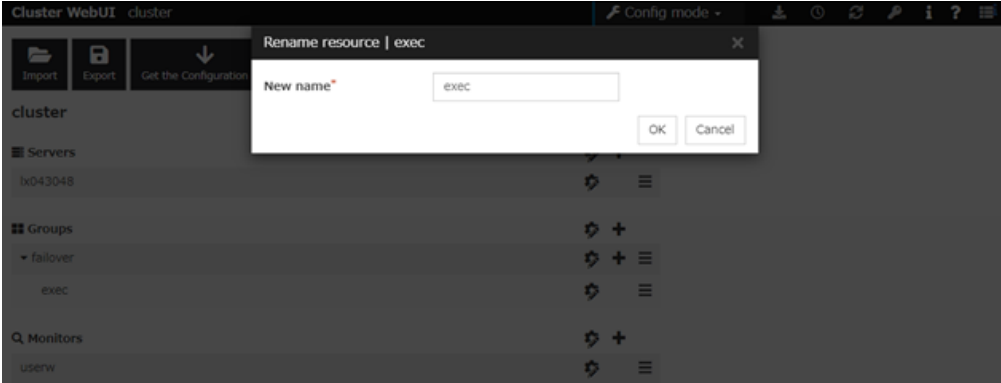 Cluster WebUI cluster Config mode
Rename resource | exec
Import Export Get the Configuration
New name* exec
cluster
OK Cancel
Servers
lx043048
Groups
failover
exec
Monitors
userw